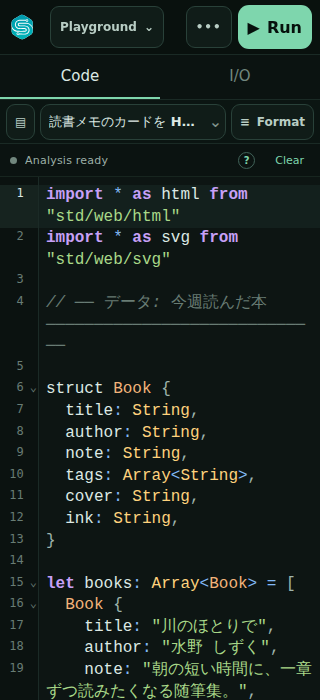 Playground
•••
▶ Run
Code
I/O
読書メモのカードを H…
≡ Format
Analysis ready
?
Clear
1 import * as html from
"std/web/html"
2 import * as svg from
"std/web/svg"
3
4 // ── データ: 今週読んだ本
────────────────────────────
──
5
6 struct Book {
7 title: String,
8 author: String,
9 note: String,
10 tags: Array<String>,
11 cover: String,
12 ink: String,
13 }
14
15 let books: Array<Book> = [
16 Book {
17 title: "川のほとりで",
18 author: "水野 しずく",
19 note: "朝の短い時間に、一章
ずつ読みたくなる随筆集。",